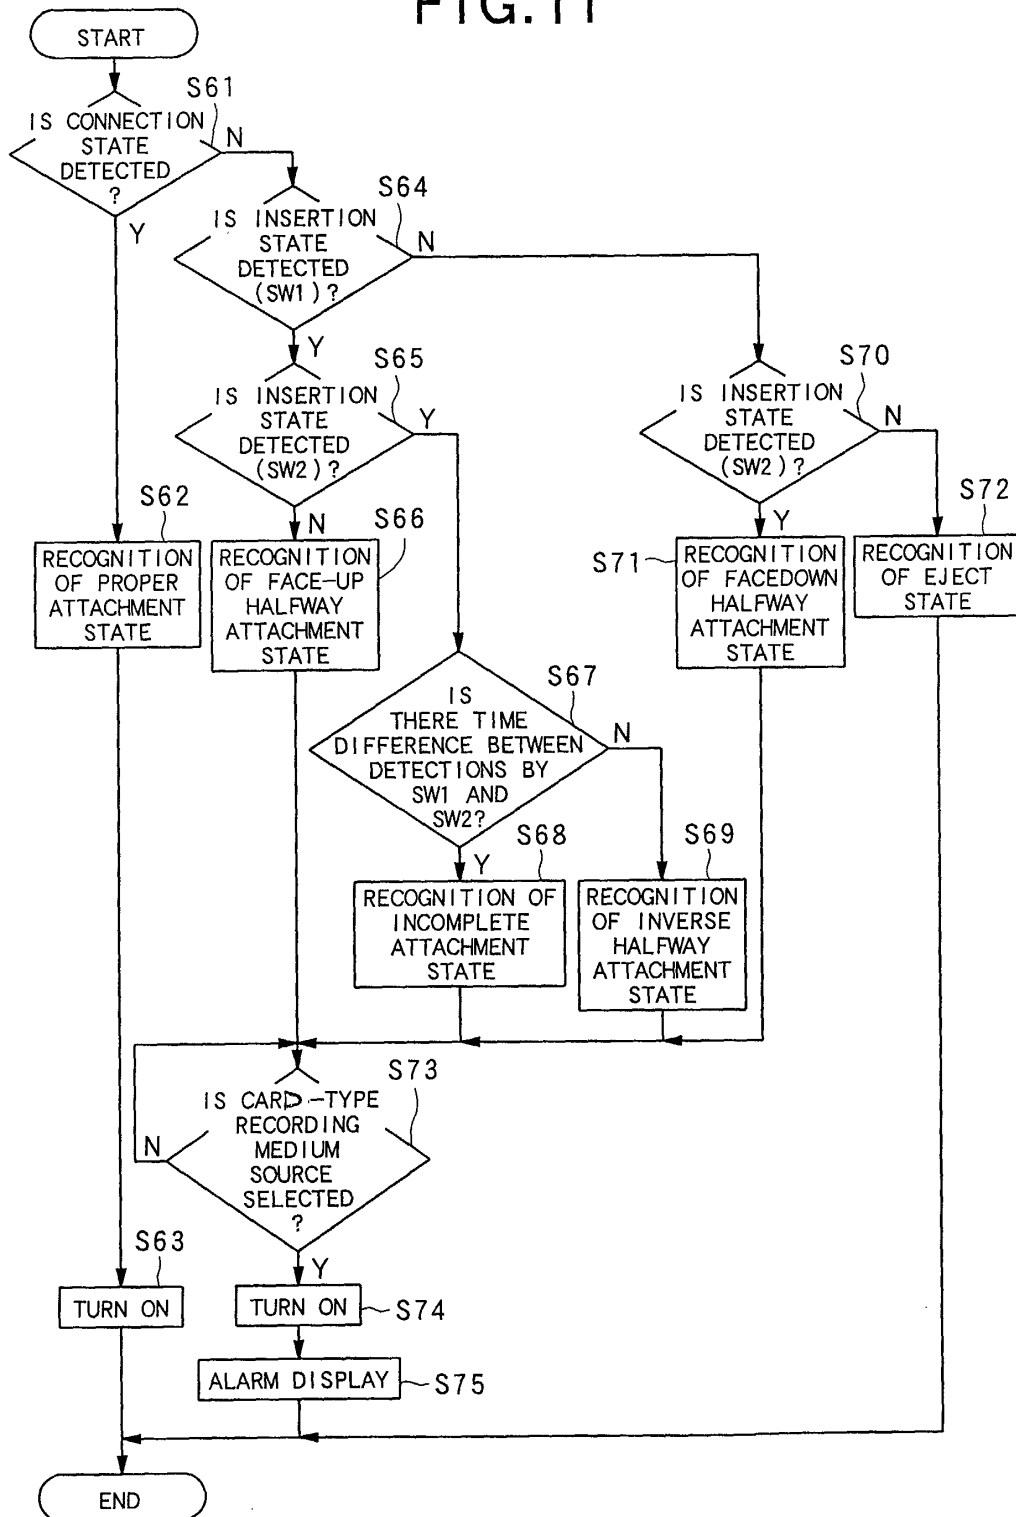 FIG.11
START
S61
IS CONNECTION
STATE
DETECTED
?
N
Y
S64
IS INSERTION
STATE
DETECTED
(SW1)?
N
Y
S65
IS INSERTION
STATE
DETECTED
(SW2)?
Y
N
S70
IS INSERTION
STATE
DETECTED
(SW2)?
N
Y
S62
RECOGNITION
OF PROPER
ATTACHMENT
STATE
S66
RECOGNITION
OF FACE-UP
HALFWAY
ATTACHMENT
STATE
S71
RECOGNITION
OF FACEDOWN
HALFWAY
ATTACHMENT
STATE
S72
RECOGNITION
OF EJECT
STATE
S67
IS
THERE TIME
DIFFERENCE BETWEEN
DETECTIONS BY
SW1 AND
SW2?
N
Y
S68
RECOGNITION OF
INCOMPLETE
ATTACHMENT
STATE
S69
RECOGNITION
OF INVERSE
HALFWAY
ATTACHMENT
STATE
S73
IS CARD-TYPE
RECORDING
MEDIUM
SOURCE
SELECTED
?
N
Y
S63
TURN ON
TURN ON
S74
ALARM DISPLAY
S75
END